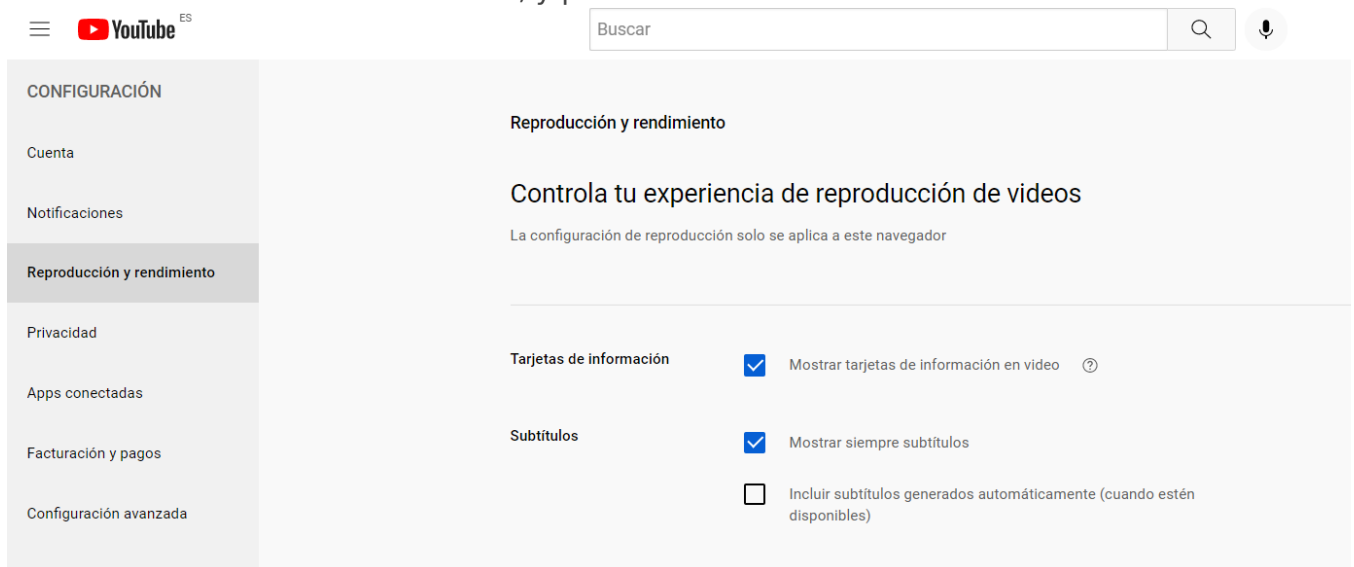 YouTube ES
Buscar
CONFIGURACIÓN
Cuenta
Notificaciones
Reproducción y rendimiento
Privacidad
Apps conectadas
Facturación y pagos
Configuración avanzada
Reproducción y rendimiento
Controla tu experiencia de reproducción de videos
La configuración de reproducción solo se aplica a este navegador
Tarjetas de información
Mostrar tarjetas de información en video
Subtítulos
Mostrar siempre subtítulos
Incluir subtítulos generados automáticamente (cuando estén
disponibles)